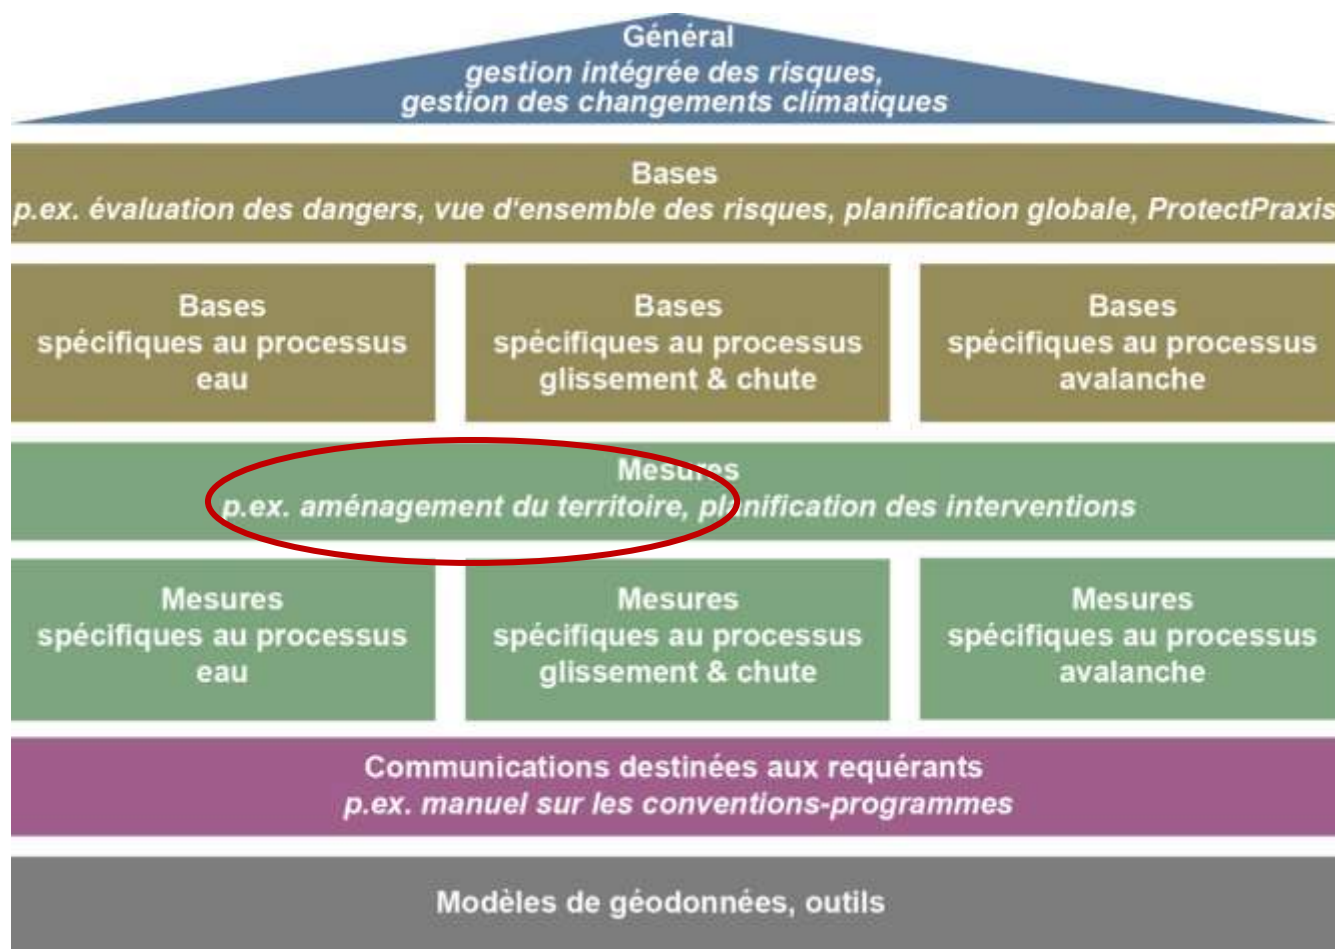 Général
gestion intégrée des risques,
gestion des changements climatiques
Bases
p.ex. évaluation des dangers, vue d'ensemble des risques, planification globale, ProtectPraxis
Bases
spécifiques au processus
eau
Bases
spécifiques au processus
glissement & chute
Bases
spécifiques au processus
avalanche
Mesures
p.ex. aménagement du territoire, planification des interventions
Mesures
spécifiques au processus
eau
Mesures
spécifiques au processus
glissement & chute
Mesures
spécifiques au processus
avalanche
Communications destinées aux requérants
p.ex. manuel sur les conventions-programmes
Modèles de géodonnées, outils